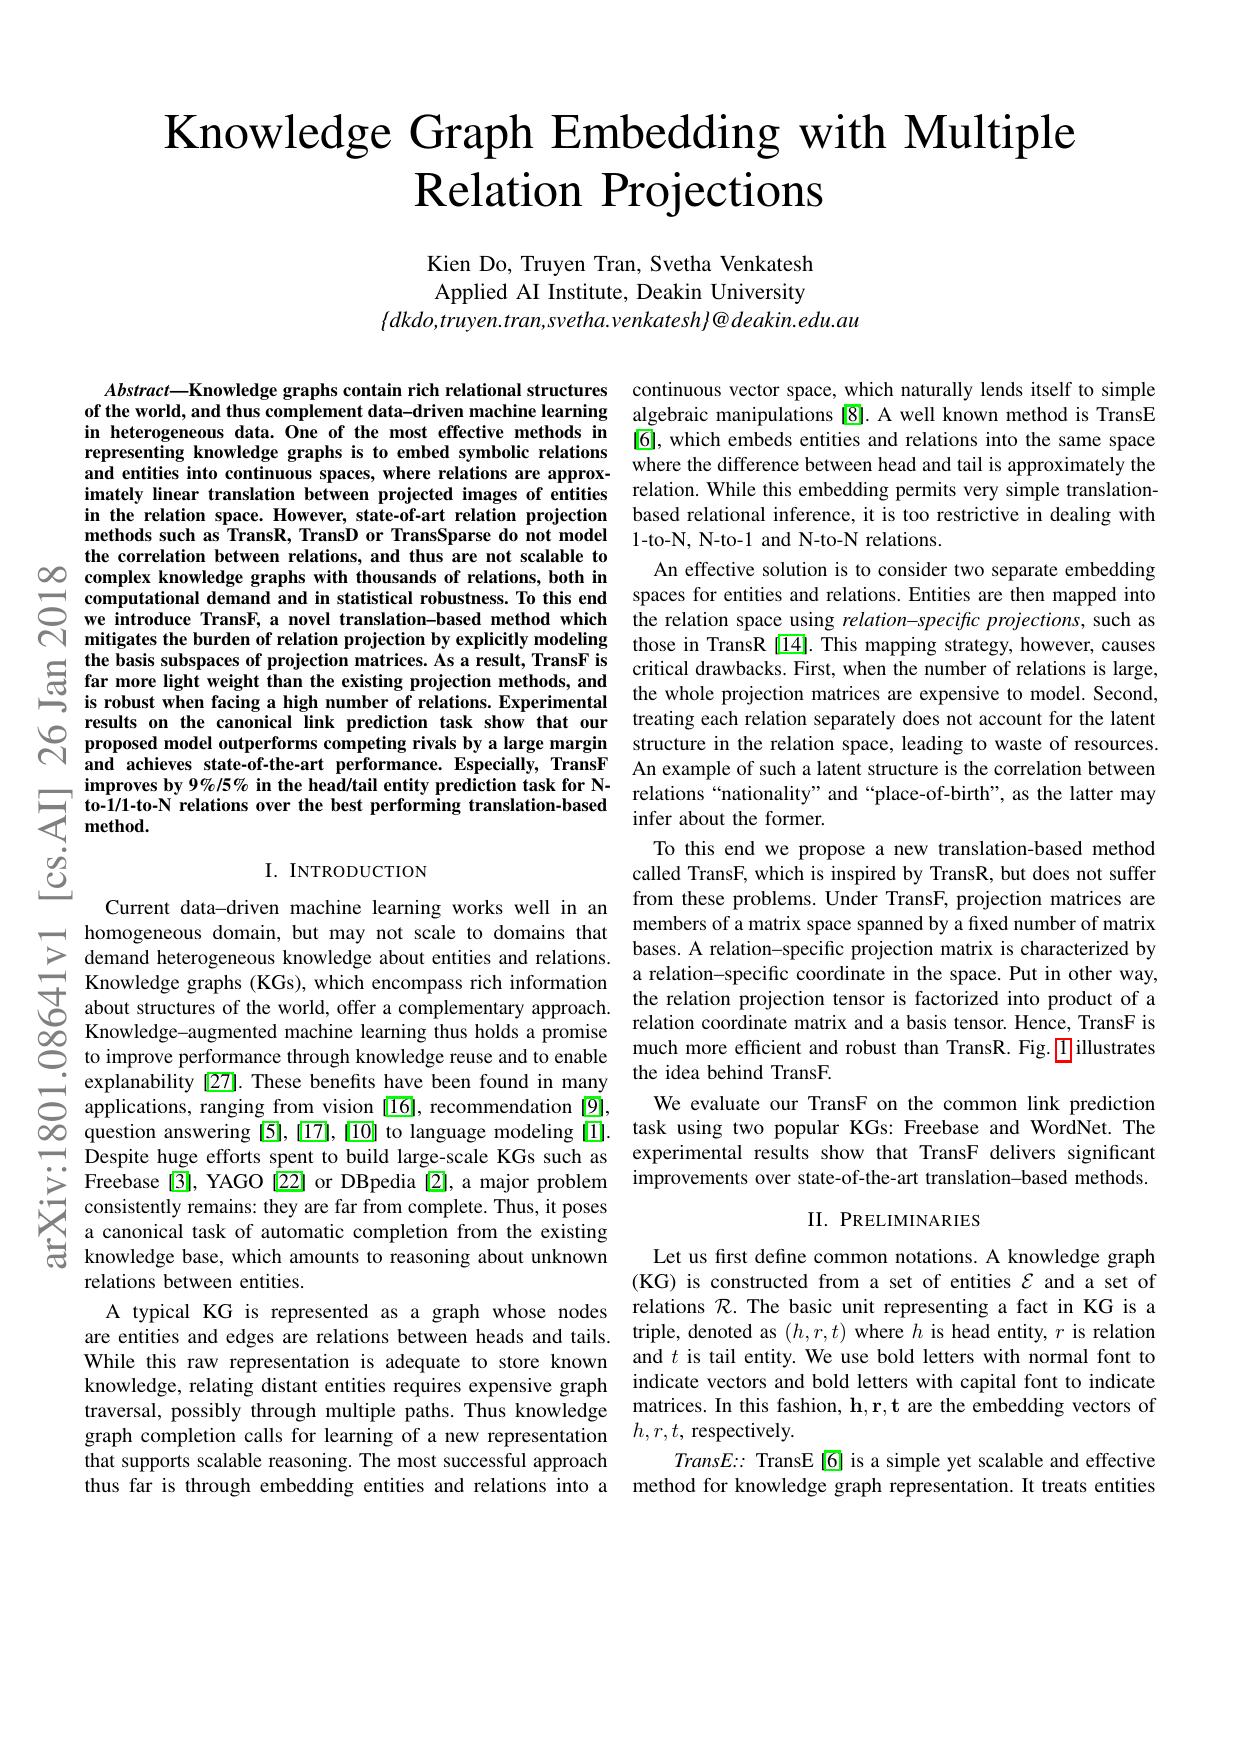 Knowledge Graph Embedding with Multiple
Relation Projections
Kien Do, Truyen Tran, Svetha Venkatesh
Applied AI Institute, Deakin University
{dkdo,truyen.tran,svetha.venkatesh}@deakin.edu.au
Abstract—Knowledge graphs contain rich relational structures
of the world, and thus complement data–driven machine learning
in heterogeneous data. One of the most effective methods in
representing knowledge graphs is to embed symbolic relations
and entities into continuous spaces, where relations are approx-
imately linear translation between projected images of entities
in the relation space. However, state-of-art relation projection
methods such as TransR, TransD or TransSparse do not model
the correlation between relations, and thus are not scalable to
complex knowledge graphs with thousands of relations, both in
computational demand and in statistical robustness. To this end
we introduce TransF, a novel translation–based method which
mitigates the burden of relation projection by explicitly modeling
the basis subspaces of projection matrices. As a result, TransF is
far more light weight than the existing projection methods, and
is robust when facing a high number of relations. Experimental
results on the canonical link prediction task show that our
proposed model outperforms competing rivals by a large margin
and achieves state-of-the-art performance. Especially, TransF
improves by 9%/5% in the head/tail entity prediction task for N-
to-1/1-to-N relations over the best performing translation-based
method.
I. INTRODUCTION
Current data–driven machine learning works well in an
homogeneous domain, but may not scale to domains that
demand heterogeneous knowledge about entities and relations.
Knowledge graphs (KGs), which encompass rich information
about structures of the world, offer a complementary approach.
Knowledge–augmented machine learning thus holds a promise
to improve performance through knowledge reuse and to enable
explanability [27]. These benefits have been found in many
applications, ranging from vision [16], recommendation [9],
question answering [5], [17], [10] to language modeling [1].
Despite huge efforts spent to build large-scale KGs such as
Freebase [3], YAGO [22] or DBpedia [2], a major problem
consistently remains: they are far from complete. Thus, it poses
a canonical task of automatic completion from the existing
knowledge base, which amounts to reasoning about unknown
relations between entities.
A typical KG is represented as a graph whose nodes
are entities and edges are relations between heads and tails.
While this raw representation is adequate to store known
knowledge, relating distant entities requires expensive graph
traversal, possibly through multiple paths. Thus knowledge
graph completion calls for learning of a new representation
that supports scalable reasoning. The most successful approach
thus far is through embedding entities and relations into a
continuous vector space, which naturally lends itself to simple
algebraic manipulations [8]. A well known method is TransE
[6], which embeds entities and relations into the same space
where the difference between head and tail is approximately the
relation. While this embedding permits very simple translation-
based relational inference, it is too restrictive in dealing with
1-to-N, N-to-1 and N-to-N relations.
An effective solution is to consider two separate embedding
spaces for entities and relations. Entities are then mapped into
the relation space using relation–specific projections, such as
those in TransR [14]. This mapping strategy, however, causes
critical drawbacks. First, when the number of relations is large,
the whole projection matrices are expensive to model. Second,
treating each relation separately does not account for the latent
structure in the relation space, leading to waste of resources.
An example of such a latent structure is the correlation between
relations “nationality” and “place-of-birth”, as the latter may
infer about the former.
To this end we propose a new translation-based method
called TransF, which is inspired by TransR, but does not suffer
from these problems. Under TransF, projection matrices are
members of a matrix space spanned by a fixed number of matrix
bases. A relation–specific projection matrix is characterized by
a relation–specific coordinate in the space. Put in other way,
the relation projection tensor is factorized into product of a
relation coordinate matrix and a basis tensor. Hence, TransF is
much more efficient and robust than TransR. Fig. 1 illustrates
the idea behind TransF.
We evaluate our TransF on the common link prediction
task using two popular KGs: Freebase and WordNet. The
experimental results show that TransF delivers significant
improvements over state-of-the-art translation–based methods.
II. PRELIMINARIES
Let us first define common notations. A knowledge graph
(KG) is constructed from a set of entities ℰ and a set of
relations ℛ. The basic unit representing a fact in KG is a
triple, denoted as (h, r, t) where h is head entity, r is relation
and t is tail entity. We use bold letters with normal font to
indicate vectors and bold letters with capital font to indicate
matrices. In this fashion, h, r, t are the embedding vectors of
h, r, t, respectively.
TransE:: TransE [6] is a simple yet scalable and effective
method for knowledge graph representation. It treats entities
arXiv:1801.08641v1 [cs.AI] 26 Jan 2018